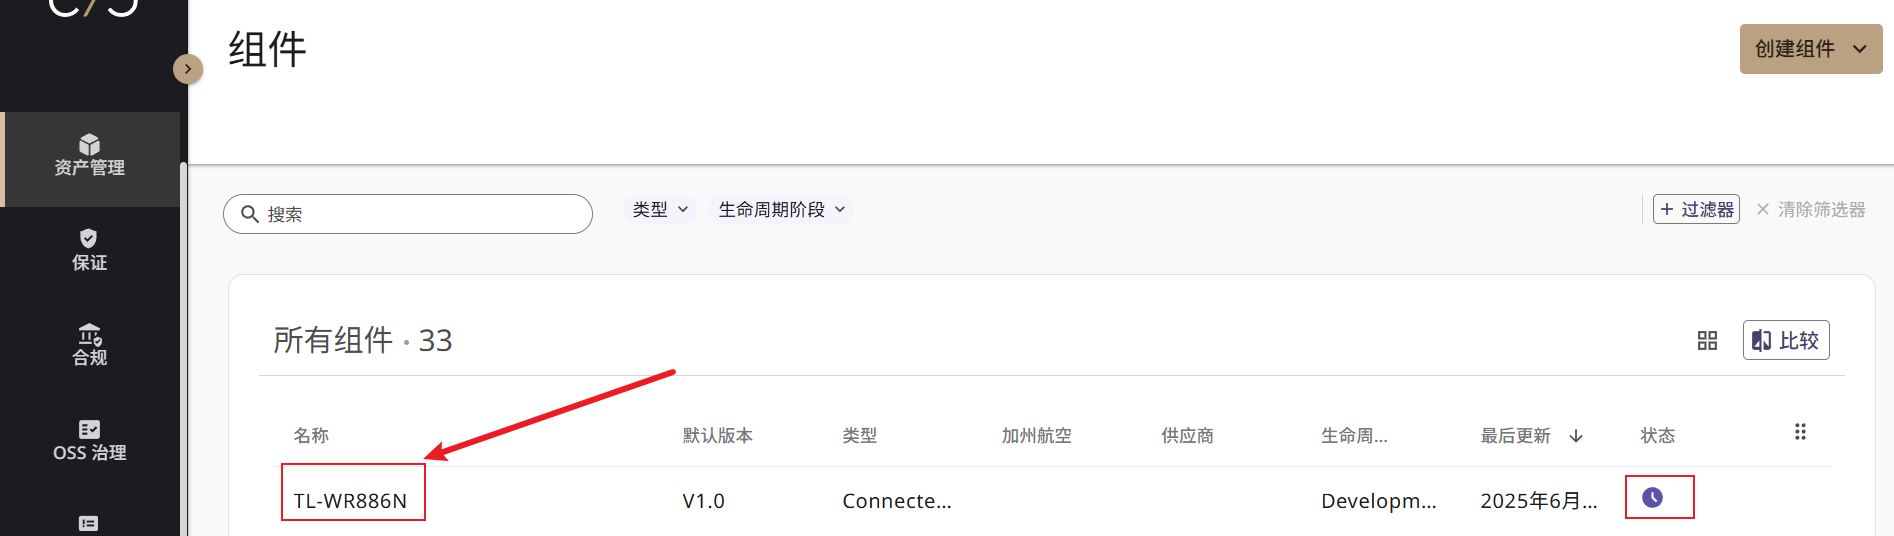 组件
创建组件
资产管理
保证
合规
OSS 治理
搜索
类型
生命周期阶段
过滤器
清除筛选器
所有组件 · 33
比较
名称 默认版本 类型 加州航空 供应商 生命周... 最后更新 状态
TL-WR886N V1.0 Connecte... Developm... 2025年6月...